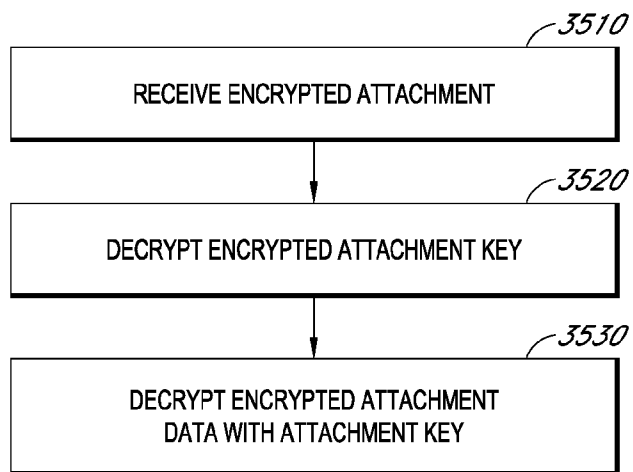 3510
RECEIVE ENCRYPTED ATTACHMENT
3520
DECRYPT ENCRYPTED ATTACHMENT KEY
3530
DECRYPT ENCRYPTED ATTACHMENT
DATA WITH ATTACHMENT KEY